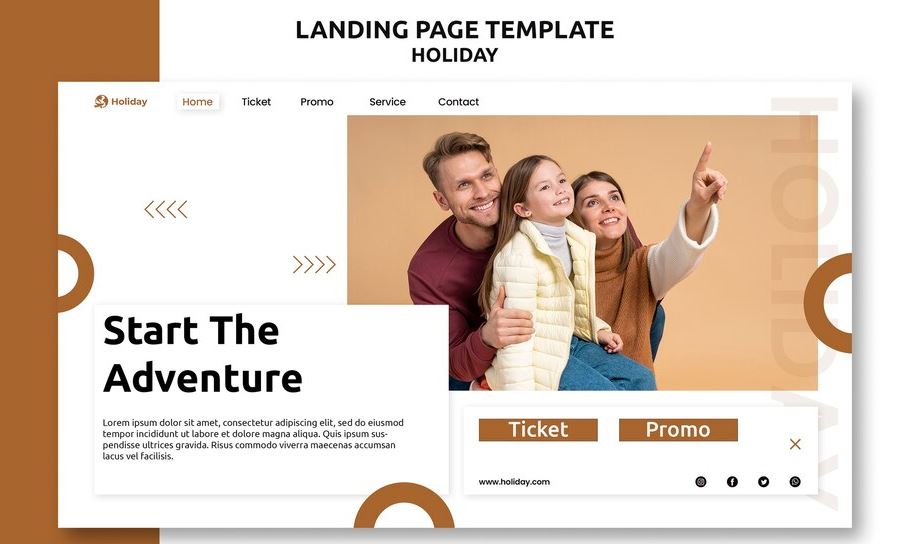 LANDING PAGE TEMPLATE
HOLIDAY
Holiday Home Ticket Promo Service Contact
HOLIDAY
Start The
Adventure
Lorem ipsum dolor sit amet, consectetur adipiscing elit, sed do eiusmod
tempor incididunt ut labore et dolore magna aliqua. Quis ipsum sus-
pendisse ultrices gravida. Risus commodo viverra maecenas accumsan
lacus vel facilisis.
Ticket Promo
www.holiday.com